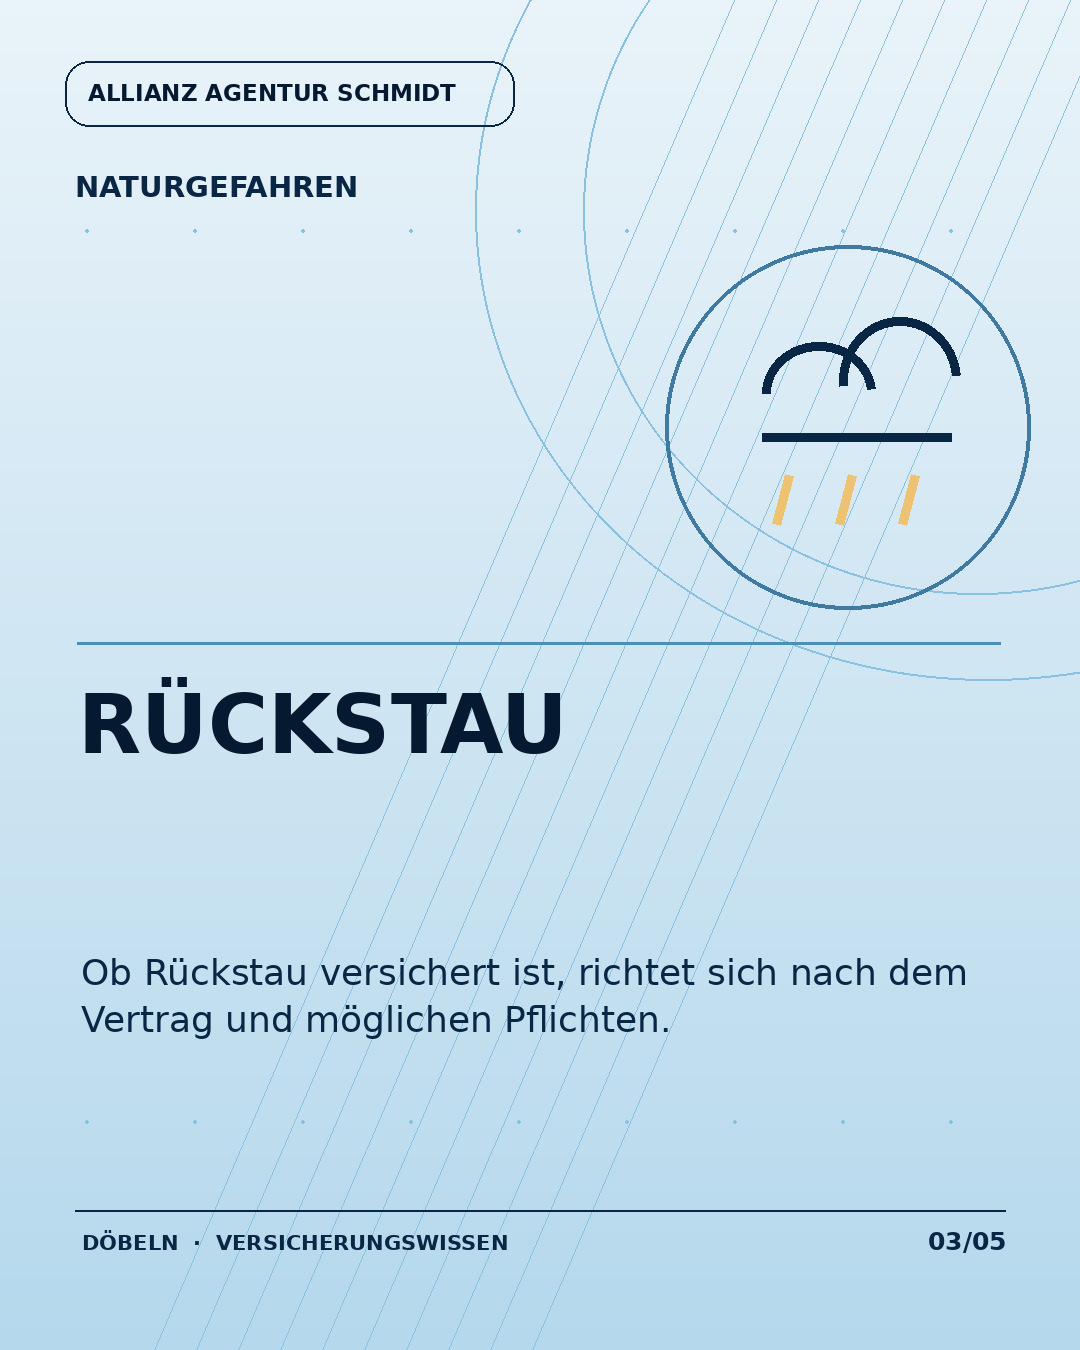 ALLIANZ AGENTUR SCHMIDT
NATURGEFAHREN
RÜCKSTAU
Ob Rückstau versichert ist, richtet sich nach dem
Vertrag und möglichen Pflichten.
DÖBELN · VERSICHERUNGSWISSEN
03/05